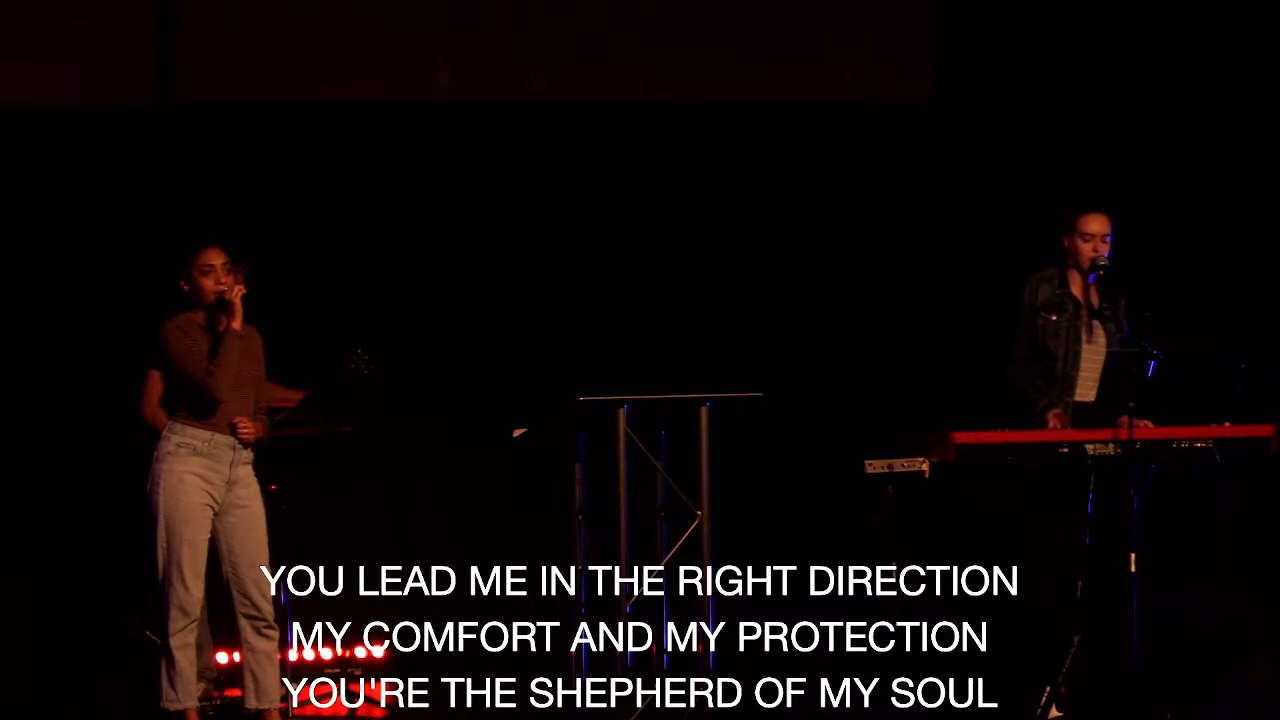 YOU LEAD ME IN THE RIGHT DIRECTION
MY COMFORT AND MY PROTECTION
YOU'RE THE SHEPHERD OF MY SOUL